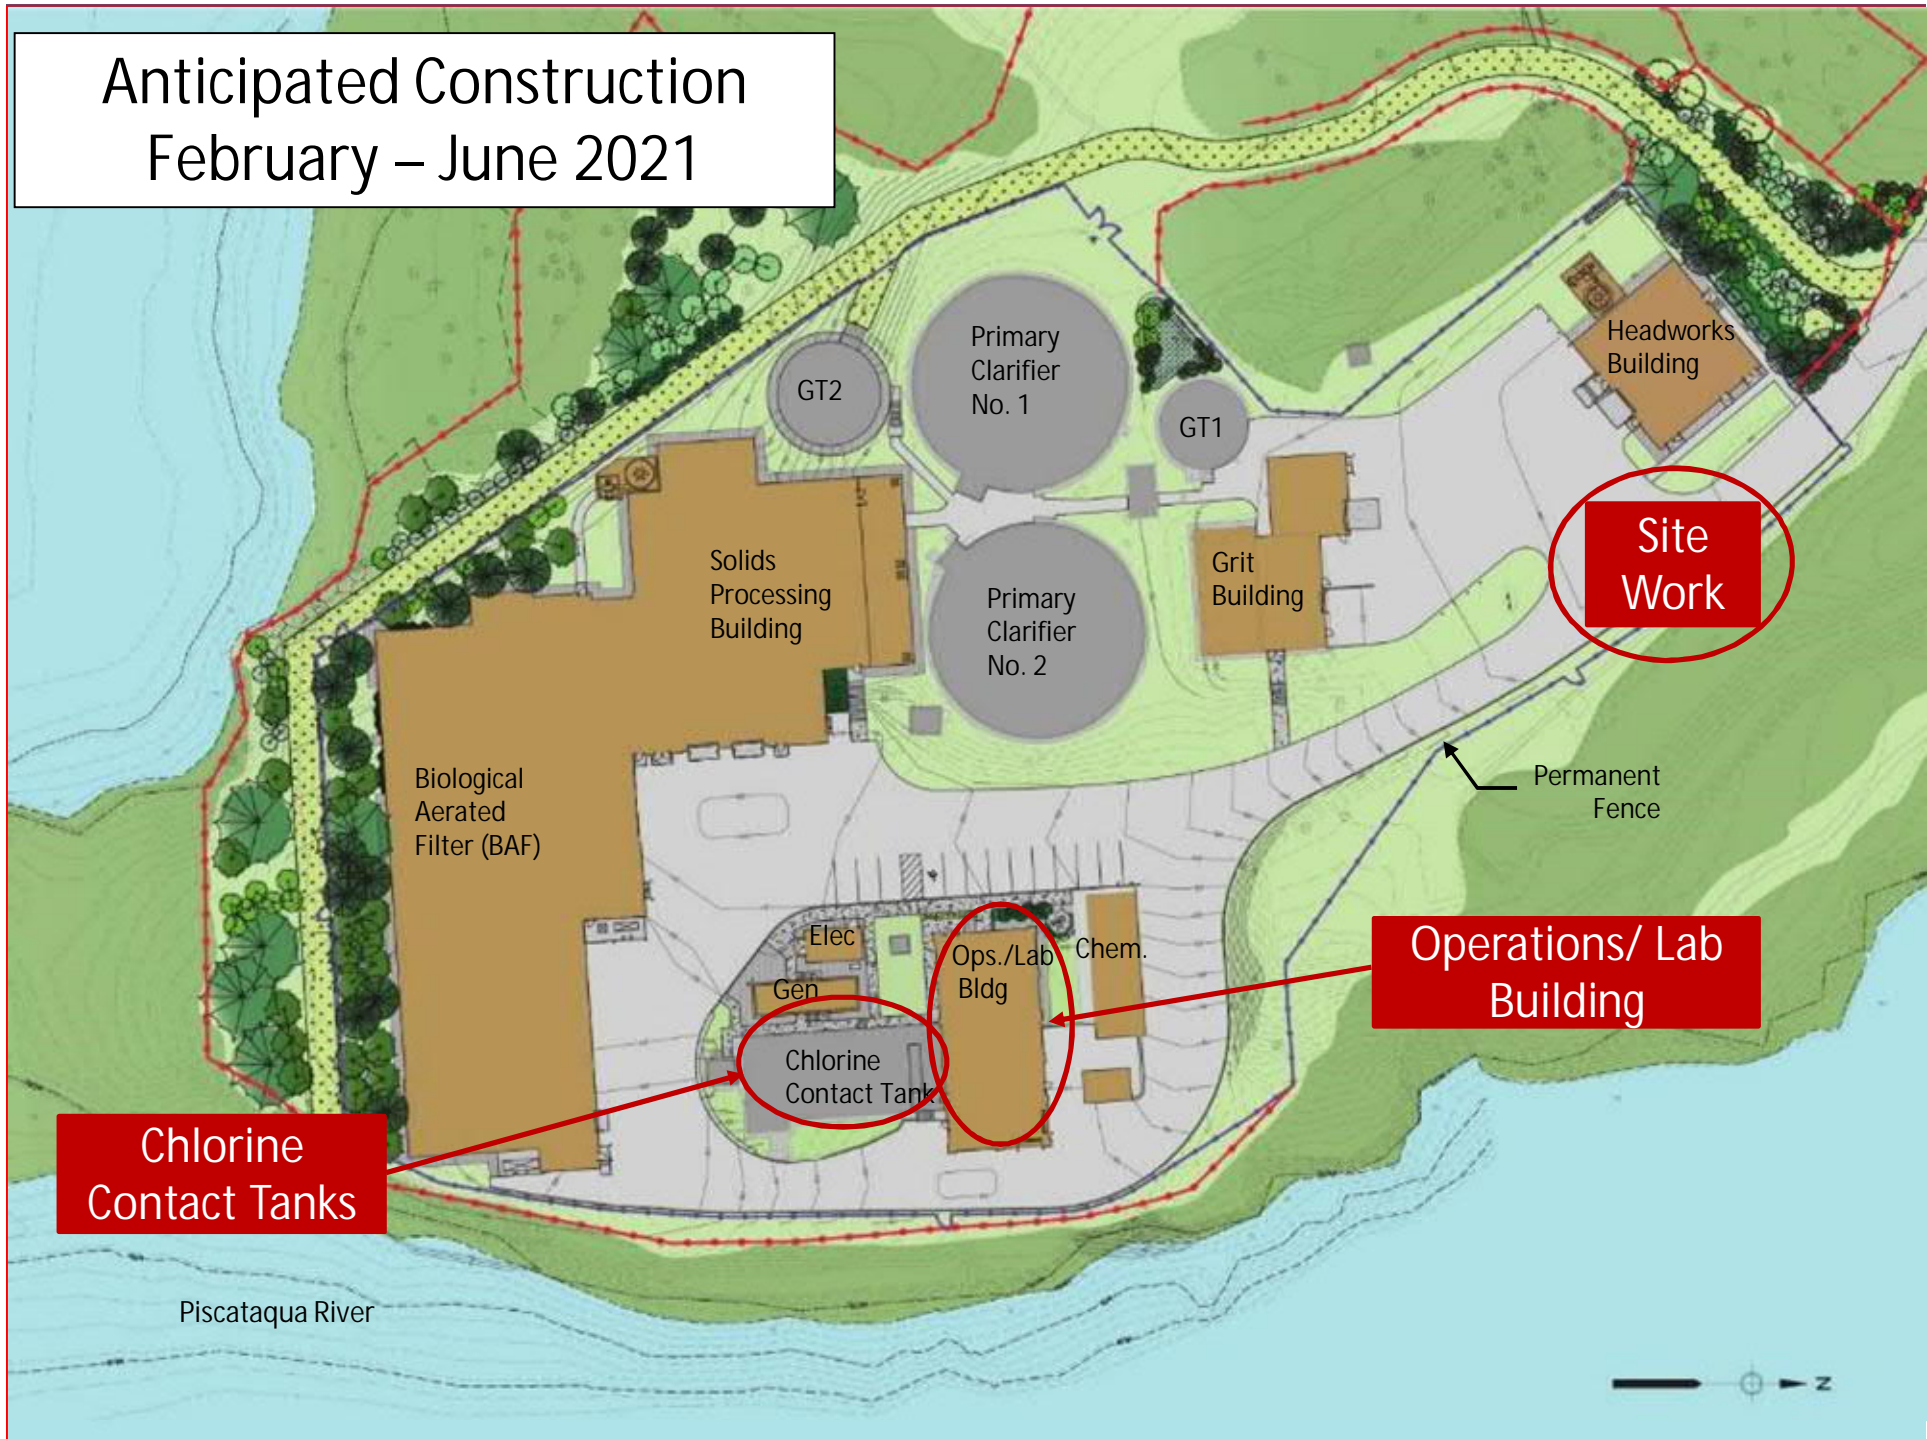 Anticipated Construction
February – June 2021
Primary
Clarifier
No. 1
Headworks
Building
GT2
GT1
Site
Work
Solids
Processing
Building
Grit
Building
Primary
Clarifier
No. 2
Biological
Aerated
Filter (BAF)
Permanent
Fence
Elec
Ops./Lab
Bldg
Chem.
Operations/ Lab
Building
Gen
Chlorine
Contact Tank
Chlorine
Contact Tanks
Piscataqua River
N